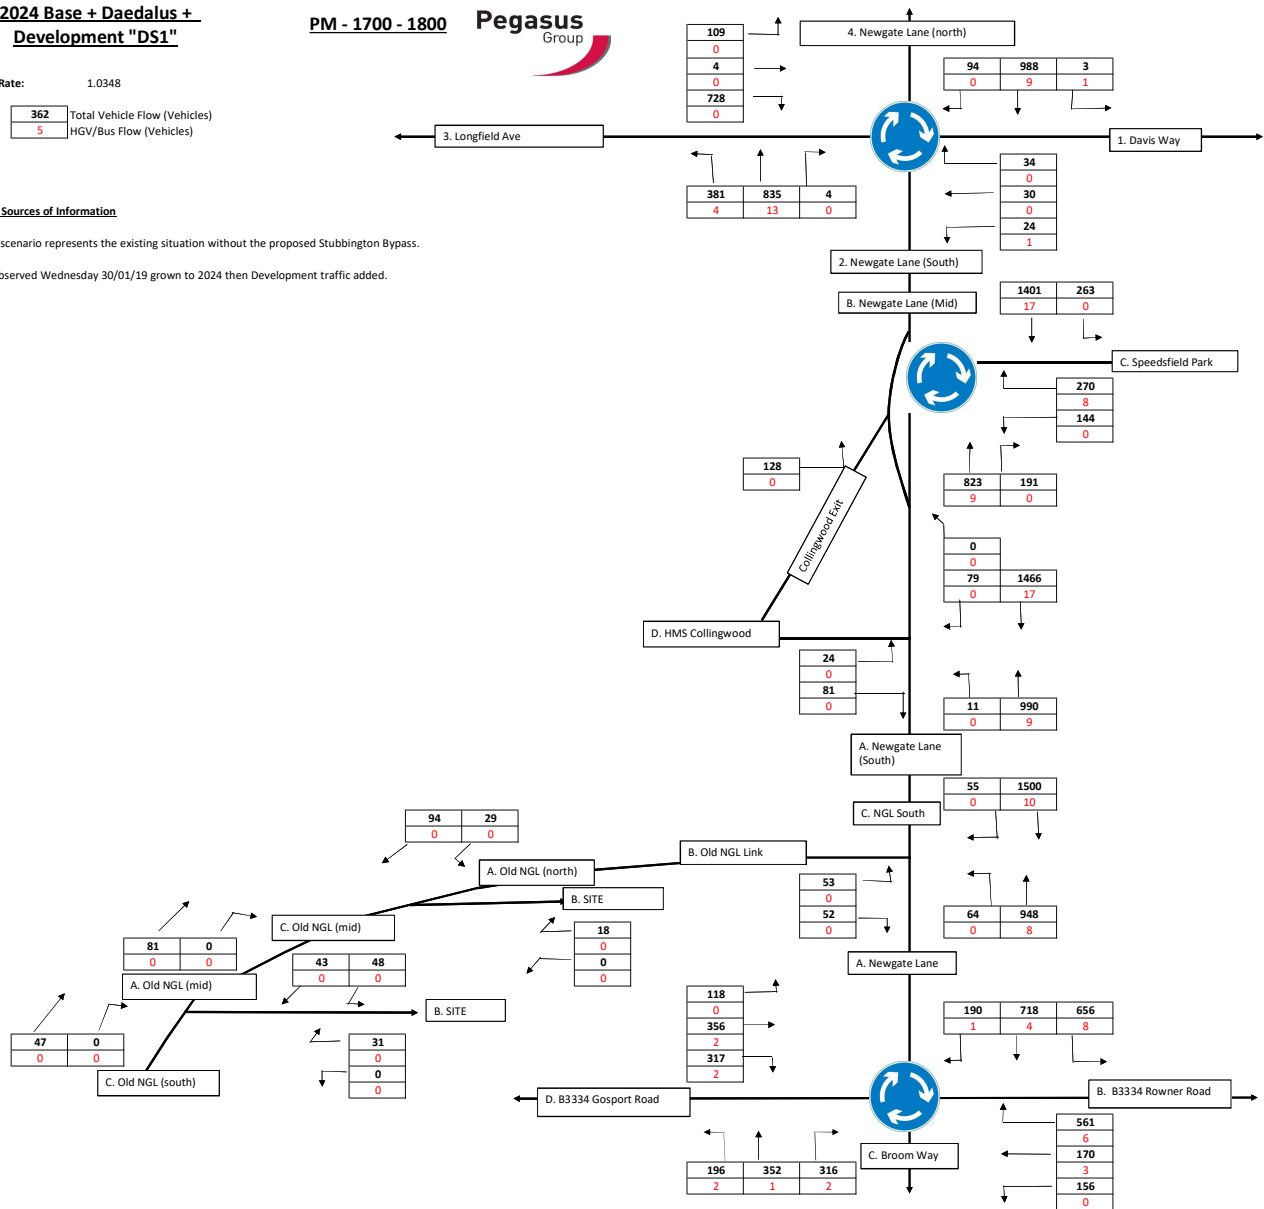 2024 Base + Daedalus +
Development "DS1"
PM - 1700 - 1800
Pegasus
Group
Rate: 1.0348
362 Total Vehicle Flow (Vehicles)
5 HGV/Bus Flow (Vehicles)
Sources of Information
scenario represents the existing situation without the proposed Stubbington Bypass.
bserved Wednesday 30/01/19 grown to 2024 then Development traffic added.
109
0
4
0
728
0
4. Newgate Lane (north)
94 988 3
0 9 1
3. Longfield Ave
1. Davis Way
381 835 4
4 13 0
34
0
30
0
24
1
2. Newgate Lane (South)
B. Newgate Lane (Mid)
1401 263
17 0
C. Speedsfield Park
270
8
144
0
128
0
823 191
9 0
Collingwood Exit
0
0
79 1466
0 17
D. HMS Collingwood
24
0
81
0
11 990
0 9
A. Newgate Lane
(South)
55 1500
0 10
C. NGL South
94 29
0 0
B. Old NGL Link
A. Old NGL (north)
53
0
52
0
B. SITE
64 948
0 8
C. Old NGL (mid)
18
0
0
0
81 0
0 0
43 48
0 0
A. Newgate Lane
A. Old NGL (mid)
B. SITE
118
0
356
2
317
2
190 718 656
1 4 8
47 0
0 0
31
0
0
0
C. Old NGL (south)
D. B3334 Gosport Road
B. B3334 Rowner Road
C. Broom Way
196 352 316
2 1 2
561
6
170
3
156
0